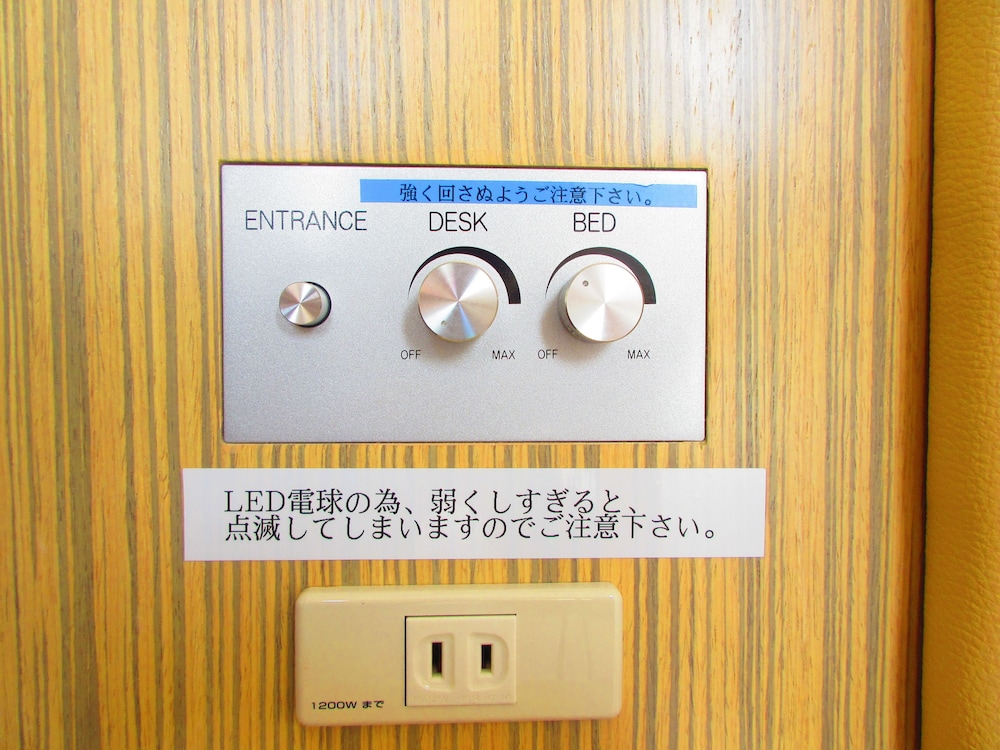 強く回さぬようご注意下さい。
ENTRANCE DESK BED
OFF MAX OFF MAX
LED電球の為、弱くしすぎると、
点滅してしまいますのでご注意下さい。
1200W まで